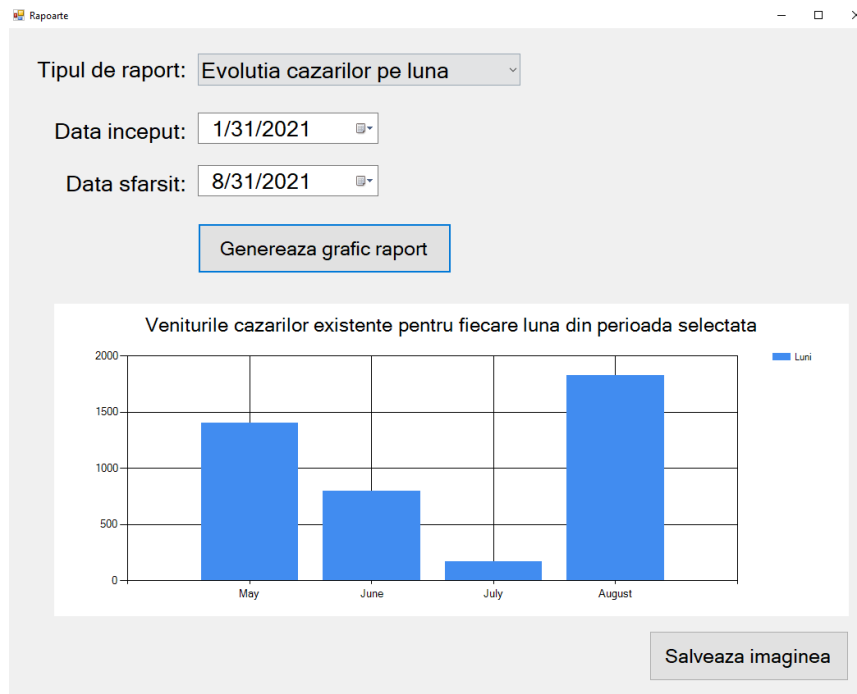 Rapoarte
Tipul de raport: Evolutia cazarilor pe luna
Data inceput: 1/31/2021
Data sfarsit: 8/31/2021
Genereaza grafic raport
Veniturile cazarilor existente pentru fiecare luna din perioada selectata
2000
Luni
1500
1000
500
0
May June July August
Salveaza imaginea